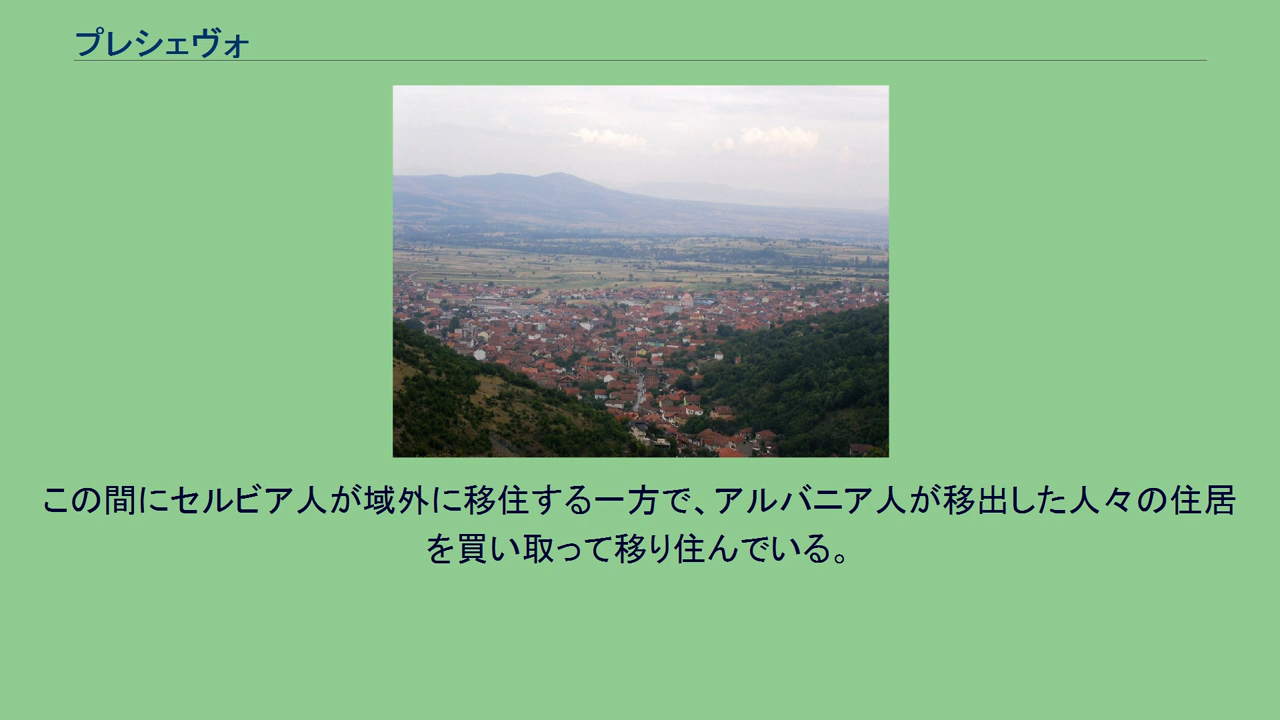 プレシェヴォ
この間にセルビア人が域外に移住する一方で、アルバニア人が移出した人々の住居
を買い取って移り住んでいる。